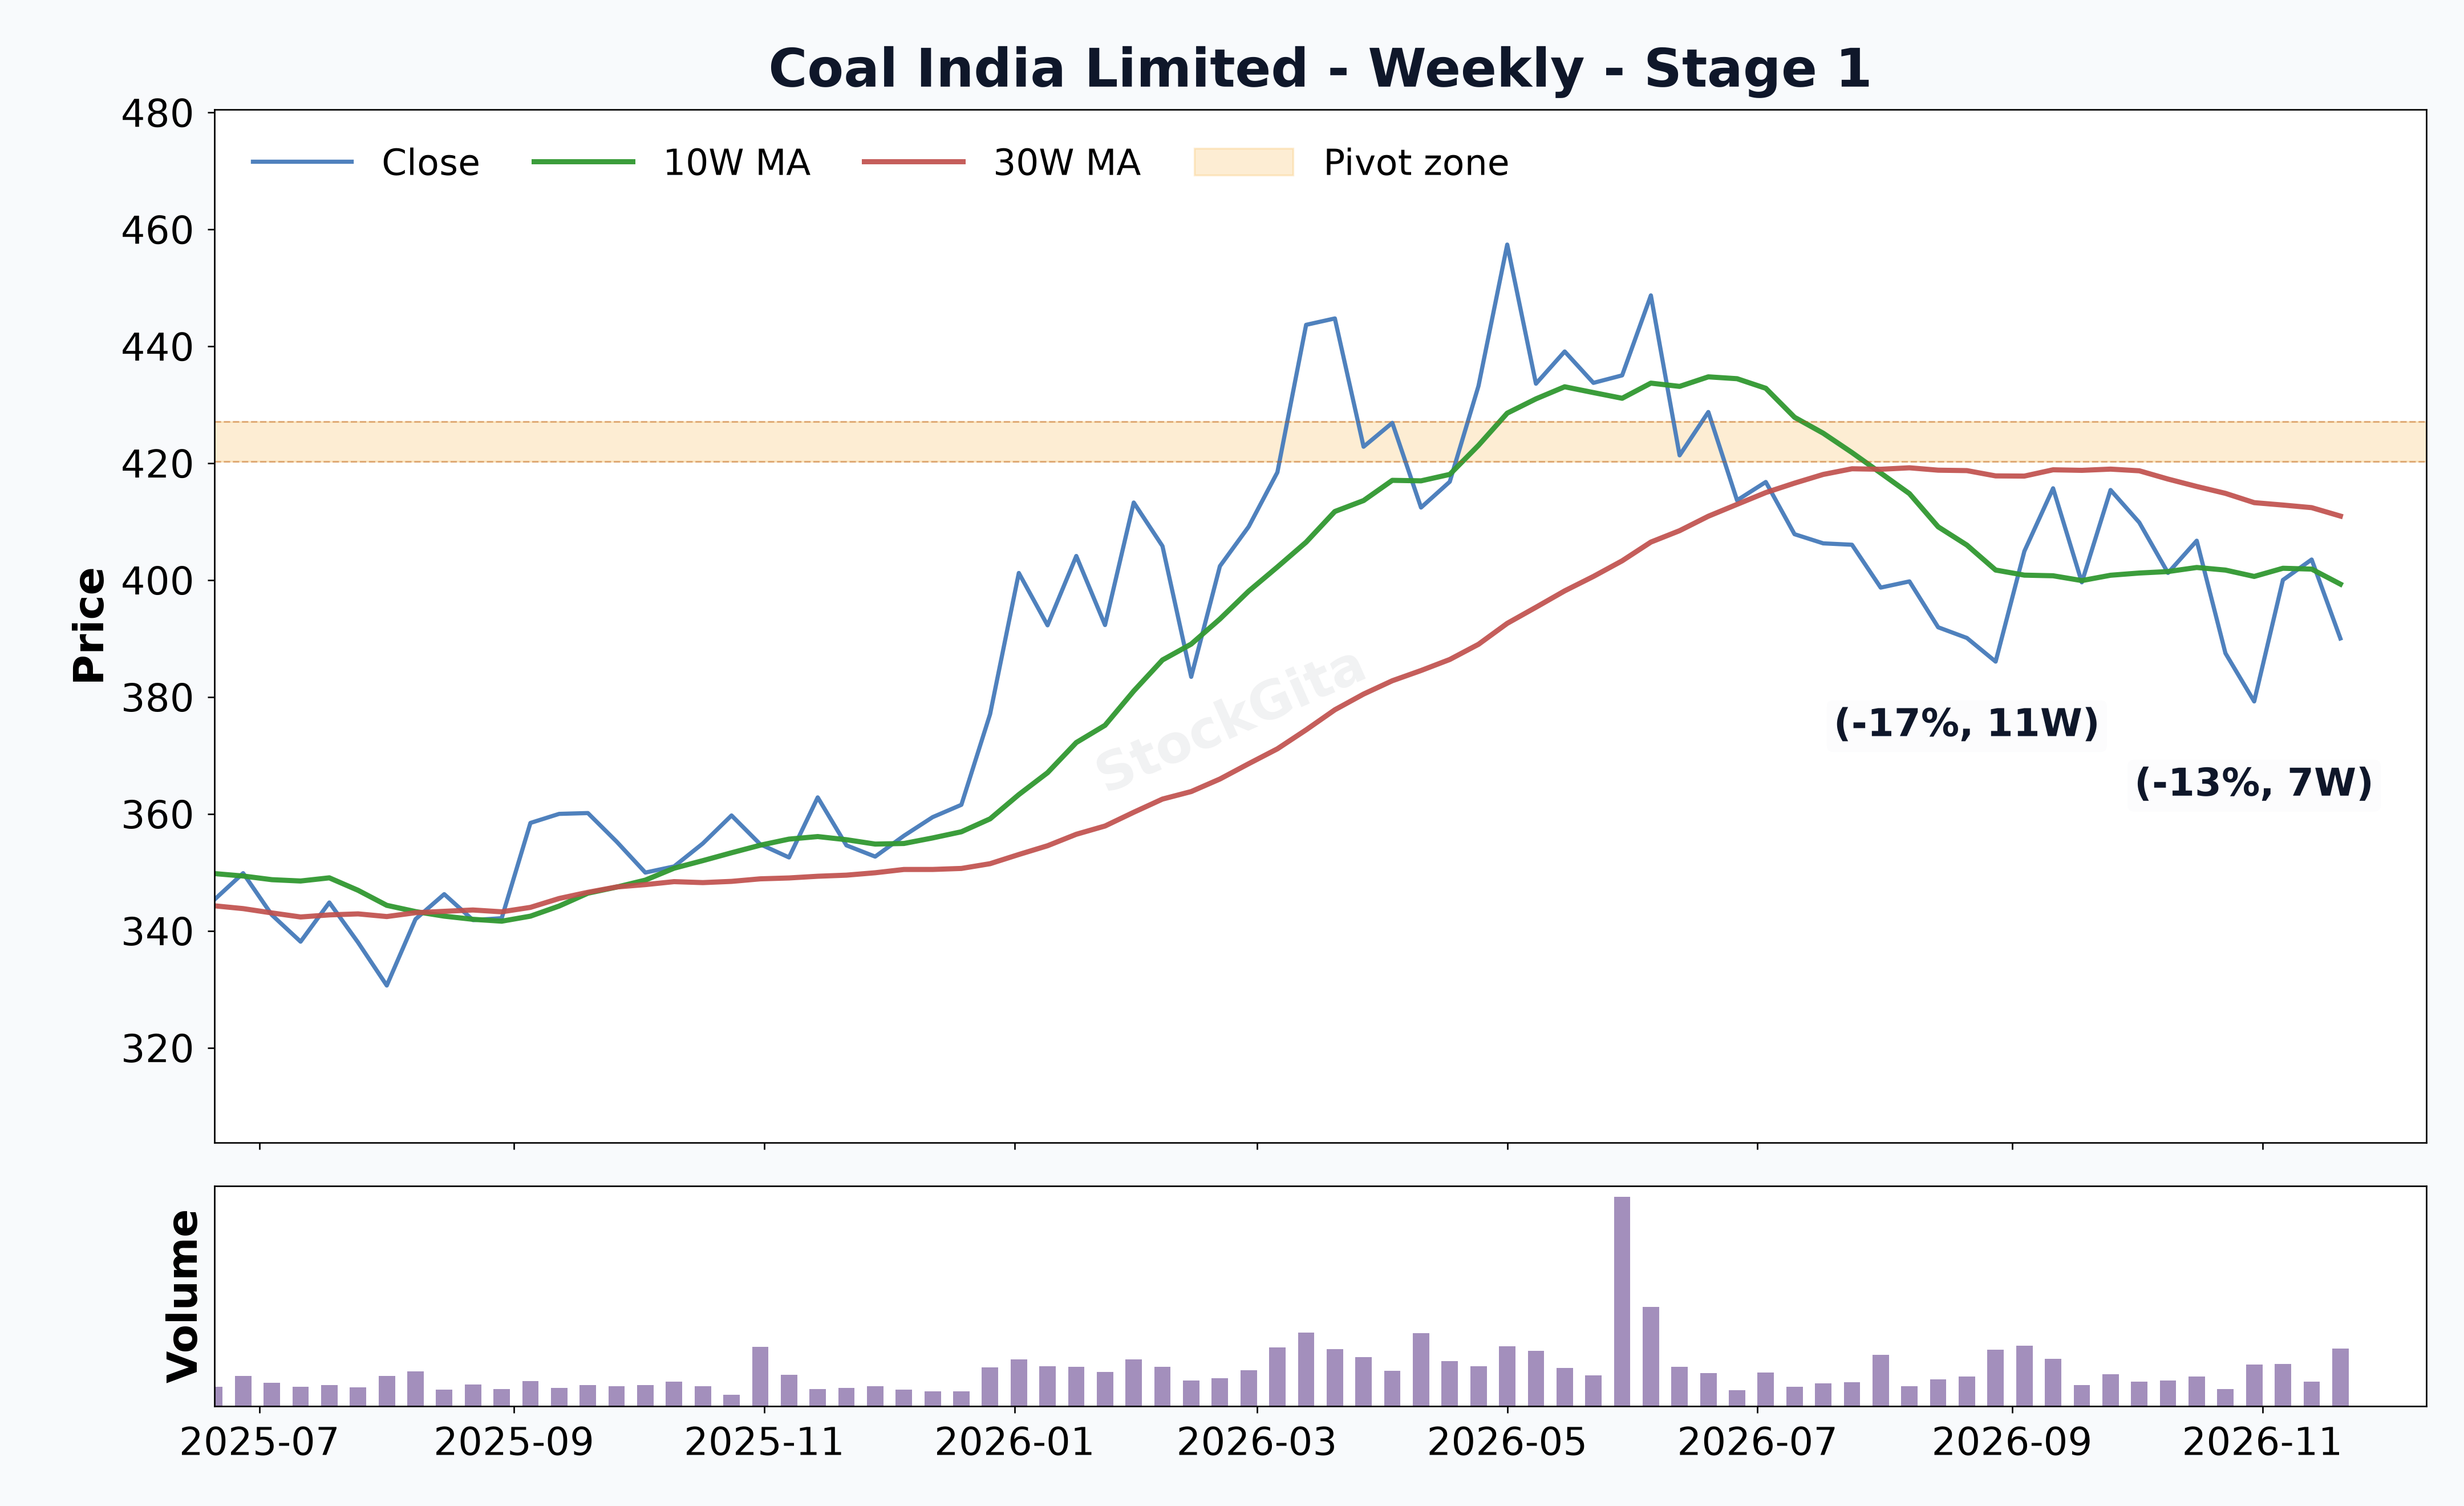 Coal India Limited - Weekly - Stage 1
Close 10W MA 30W MA Pivot zone
480
460
440
420
400
380
360
340
320
Price
StockGita
(-17%, 11W)
(-13%, 7W)
Volume
2025-07 2025-09 2025-11 2026-01 2026-03 2026-05 2026-07 2026-09 2026-11